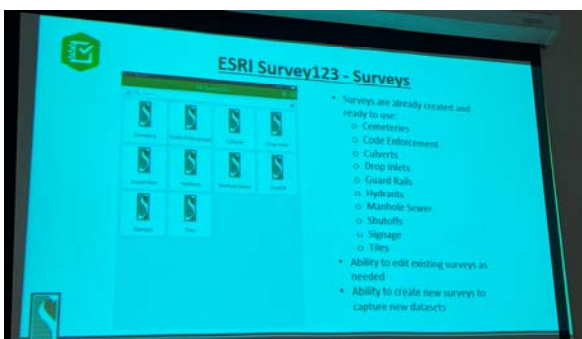 ESRI Survey123 - Surveys
• Surveys are already created and
ready to use:
o Cemeteries
o Code Enforcement
o Culverts
o Drop Inlets
o Guard Rails
o Hydrants
o Manhole Sewer
o Shutoffs
o Signage
o Tiles
• Ability to edit existing surveys as
needed
• Ability to create new surveys to
capture new datasets